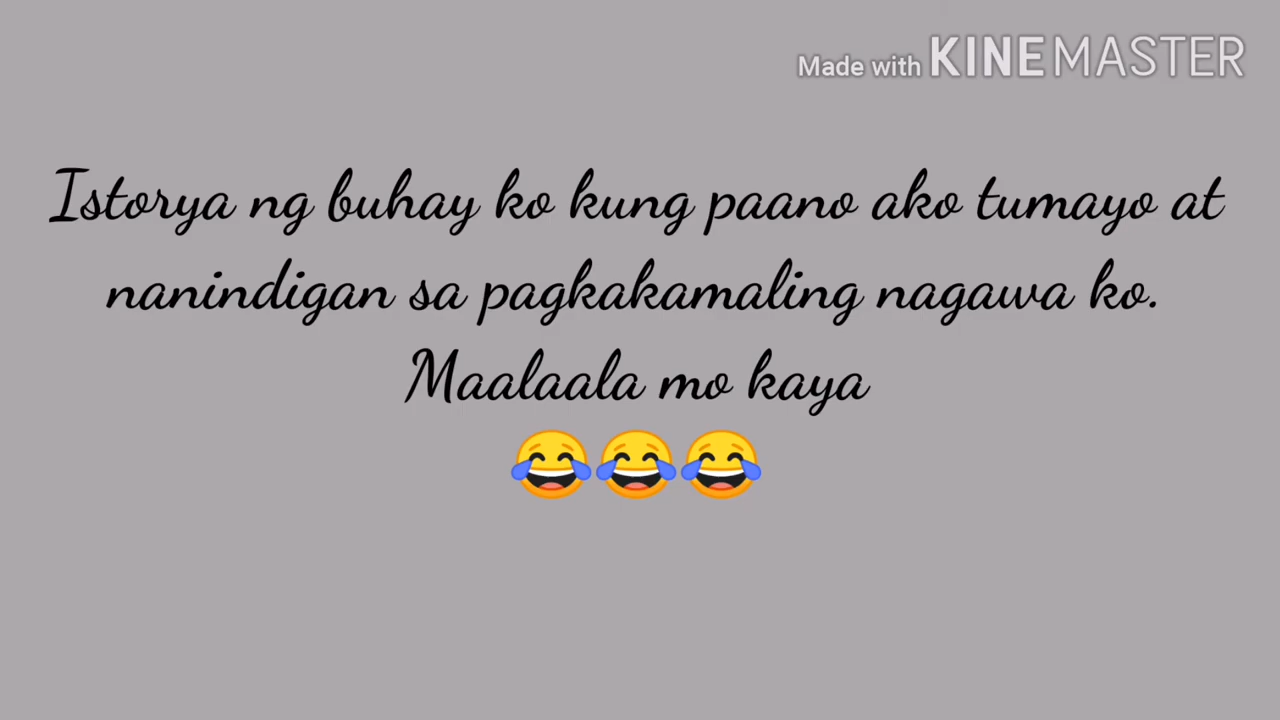 Made with KINEMASTER
Istorya ng buhay ko kung paano ako tumayo at
nanindigan sa pagkakamaling nagawa ko.
Maalaala mo kaya
😂😂😂